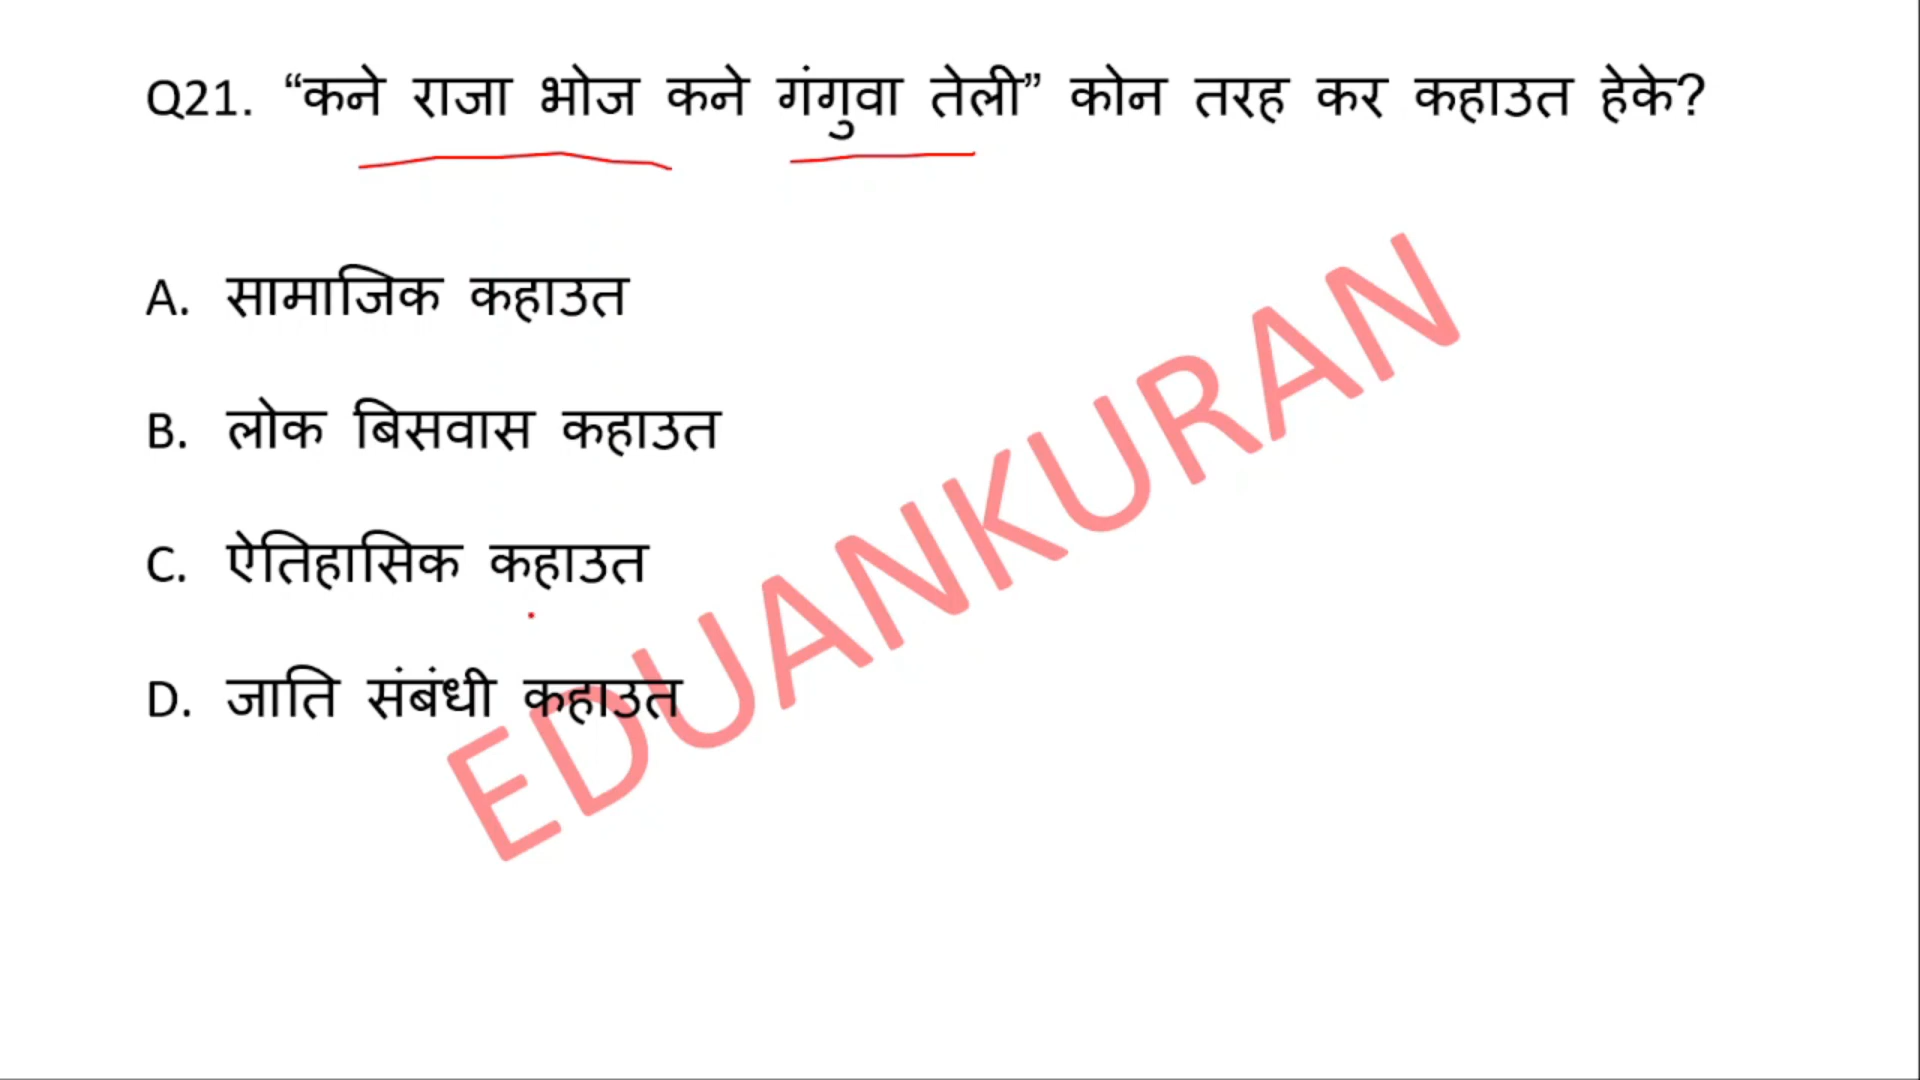 Q21. “कने राजा भोज कने गंगुवा तेली” कोन तरह कर कहाउत हेके?
A. सामाजिक कहाउत
B. लोक बिसवास कहाउत
C. ऐतिहासिक कहाउत
D. जाति संबंधी कहाउत
EDUANKURAN